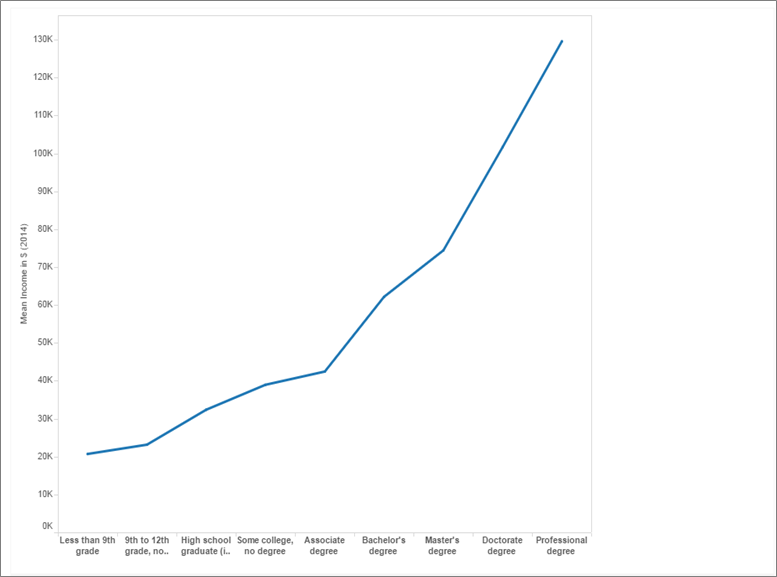 130K
120K
110K
100K
90K
80K
70K
60K
50K
40K
30K
20K
10K
0K
Mean Income in $ (2014)
Less than 9th
grade
9th to 12th
grade, no..
High school
graduate (i..
Some college,
no degree
Associate
degree
Bachelor's
degree
Master's
degree
Doctorate
degree
Professional
degree